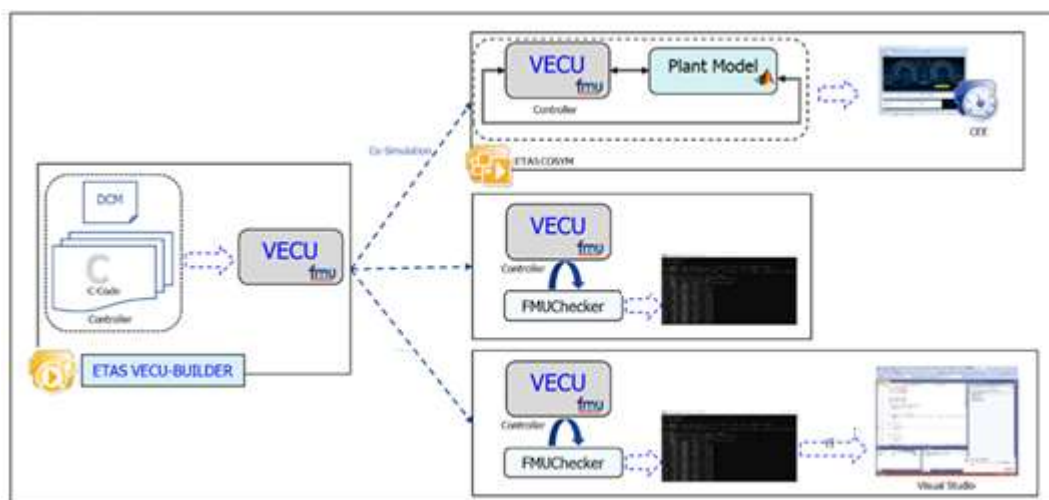 VECU
fmu
Controller
Plant Model
CEE
ETAS COSYM
Co-Simulation
DCM
C
C-Code
Controller
VECU
fmu
ETAS VECU-BUILDER
VECU
fmu
Controller
FMUChecker
VECU
fmu
Controller
FMUChecker
Visual Studio